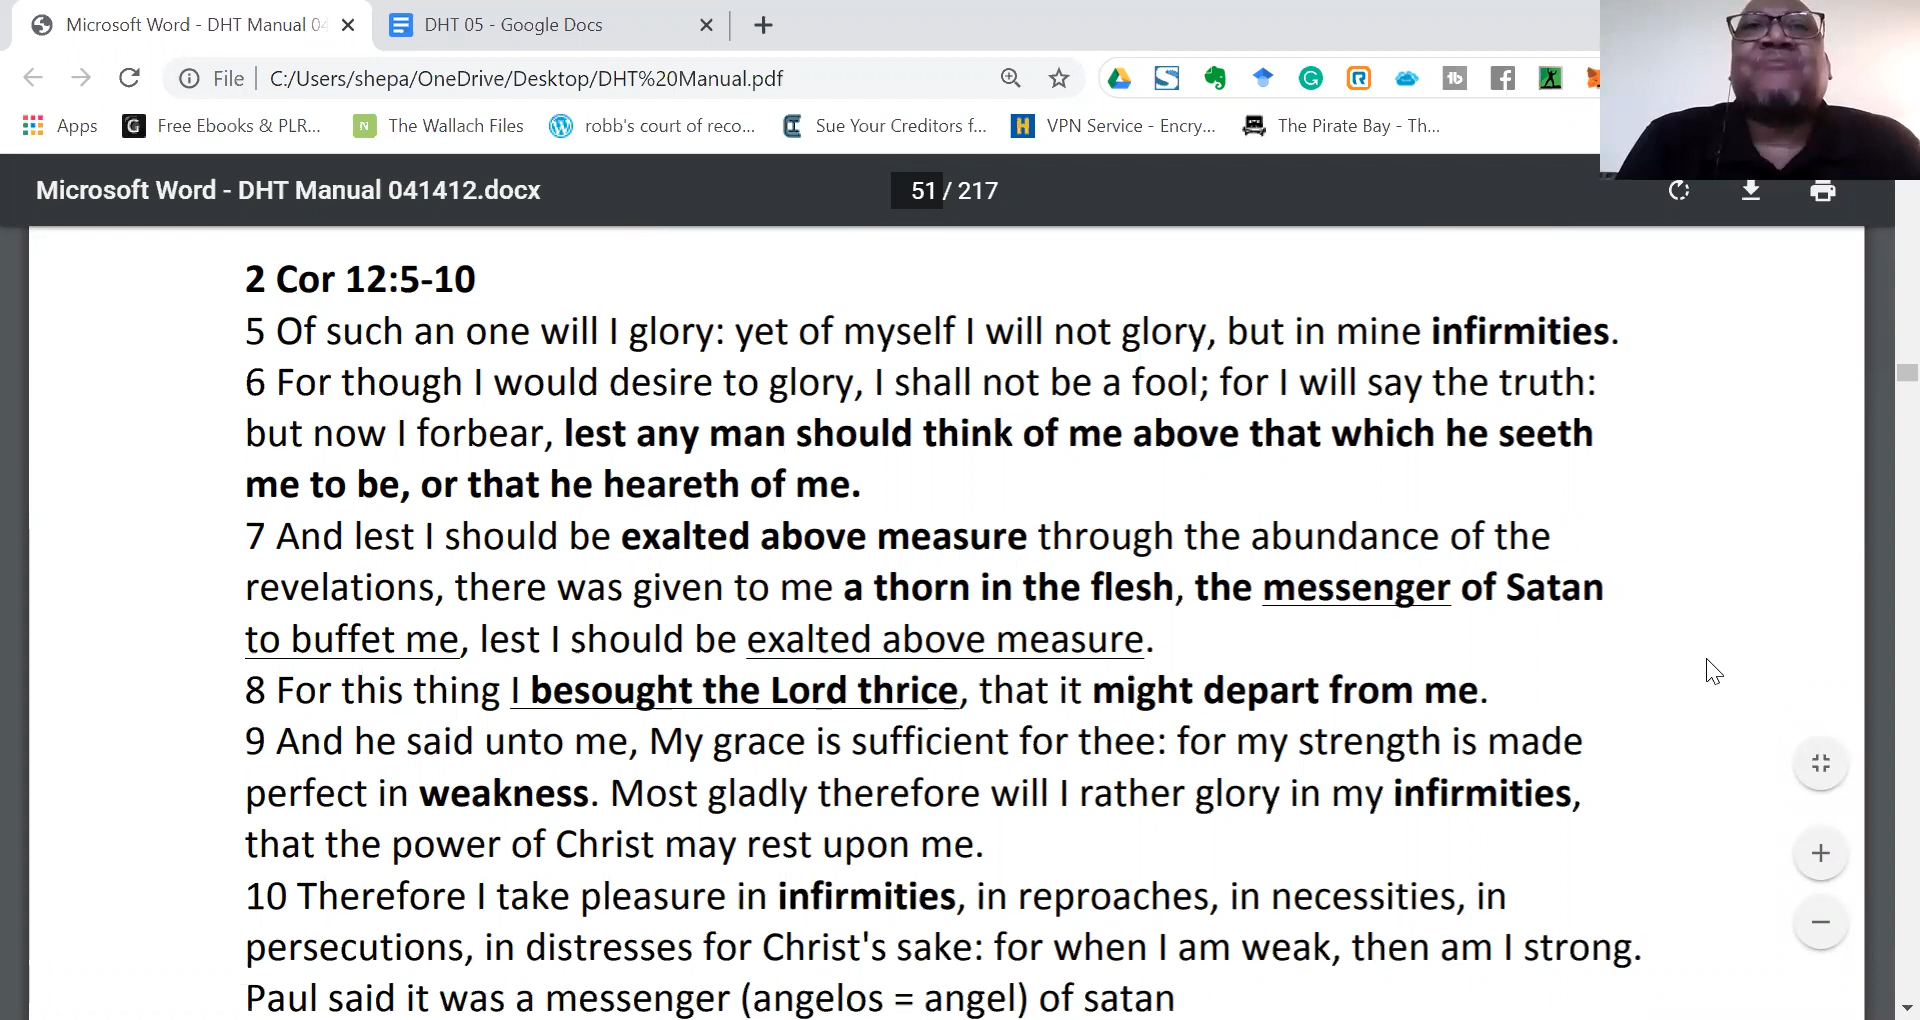 Microsoft Word - DHT Manual 04
DHT 05 - Google Docs
File
C:/Users/shepa/OneDrive/Desktop/DHT%20Manual.pdf
Apps
Free Ebooks & PLR...
The Wallach Files
robb's court of reco...
Sue Your Creditors f...
VPN Service - Encry...
The Pirate Bay - Th...
Microsoft Word - DHT Manual 041412.docx
51 / 217
2 Cor 12:5-10
5 Of such an one will I glory: yet of myself I will not glory, but in mine infirmities.
6 For though I would desire to glory, I shall not be a fool; for I will say the truth:
but now I forbear, lest any man should think of me above that which he seeth
me to be, or that he heareth of me.
7 And lest I should be exalted above measure through the abundance of the
revelations, there was given to me a thorn in the flesh, the messenger of Satan
to buffet me, lest I should be exalted above measure.
8 For this thing I besought the Lord thrice, that it might depart from me.
9 And he said unto me, My grace is sufficient for thee: for my strength is made
perfect in weakness. Most gladly therefore will I rather glory in my infirmities,
that the power of Christ may rest upon me.
10 Therefore I take pleasure in infirmities, in reproaches, in necessities, in
persecutions, in distresses for Christ's sake: for when I am weak, then am I strong.
Paul said it was a messenger (angelos = angel) of satan